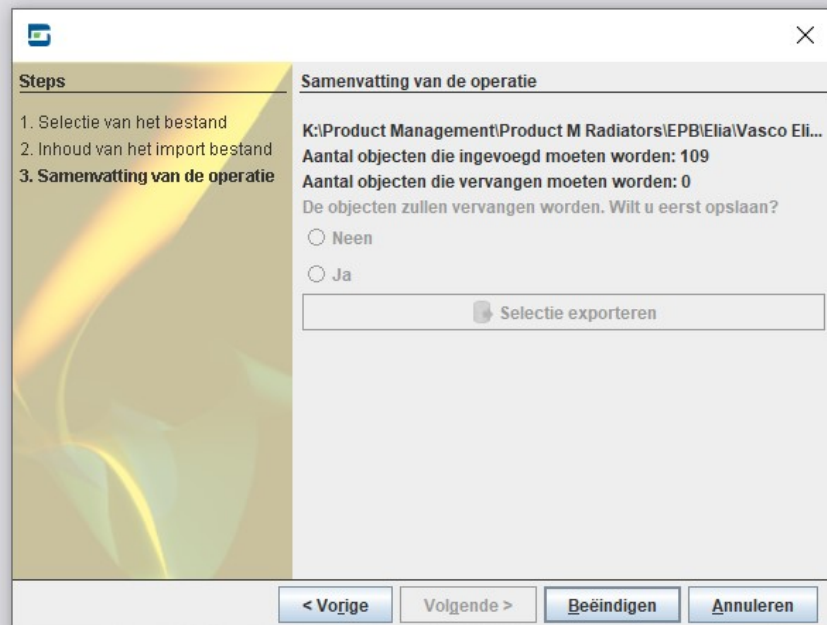 Steps
1. Selectie van het bestand
2. Inhoud van het import bestand
3. Samenvatting van de operatie
Samenvatting van de operatie
K:\Product Management\Product M Radiators\EPB\Elia\Vasco Eli...
Aantal objecten die ingevoegd moeten worden: 109
Aantal objecten die vervangen moeten worden: 0
De objecten zullen vervangen worden. Wilt u eerst opslaan?
Neen
Ja
Selectie exporteren
< Vorige
Volgende >
Beëindigen
Annuleren